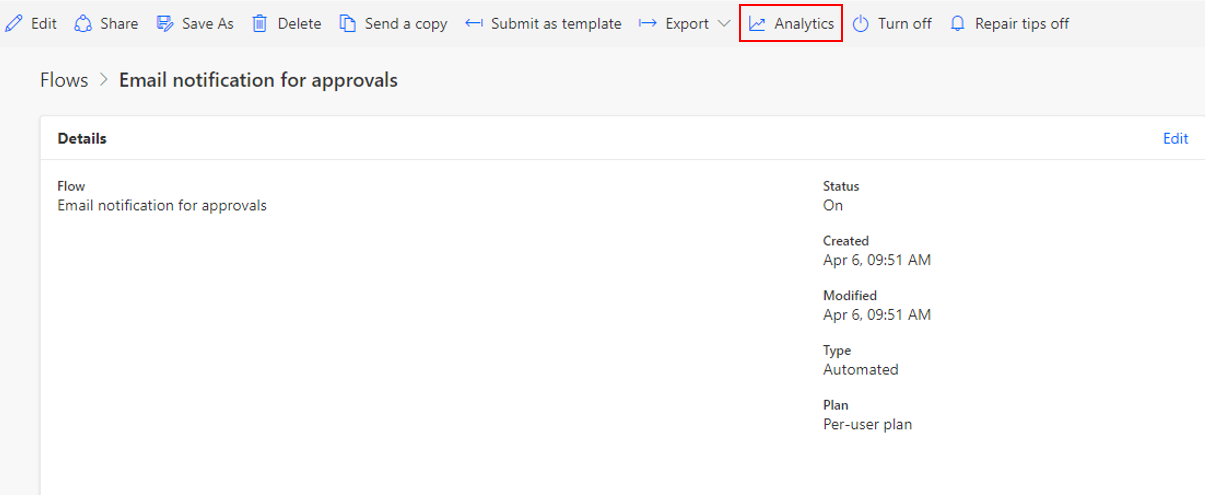 Edit Share Save As Delete Send a copy Submit as template Export Analytics Turn off Repair tips off
Flows > Email notification for approvals
Details Edit
Flow
Email notification for approvals
Status
On
Created
Apr 6, 09:51 AM
Modified
Apr 6, 09:51 AM
Type
Automated
Plan
Per-user plan